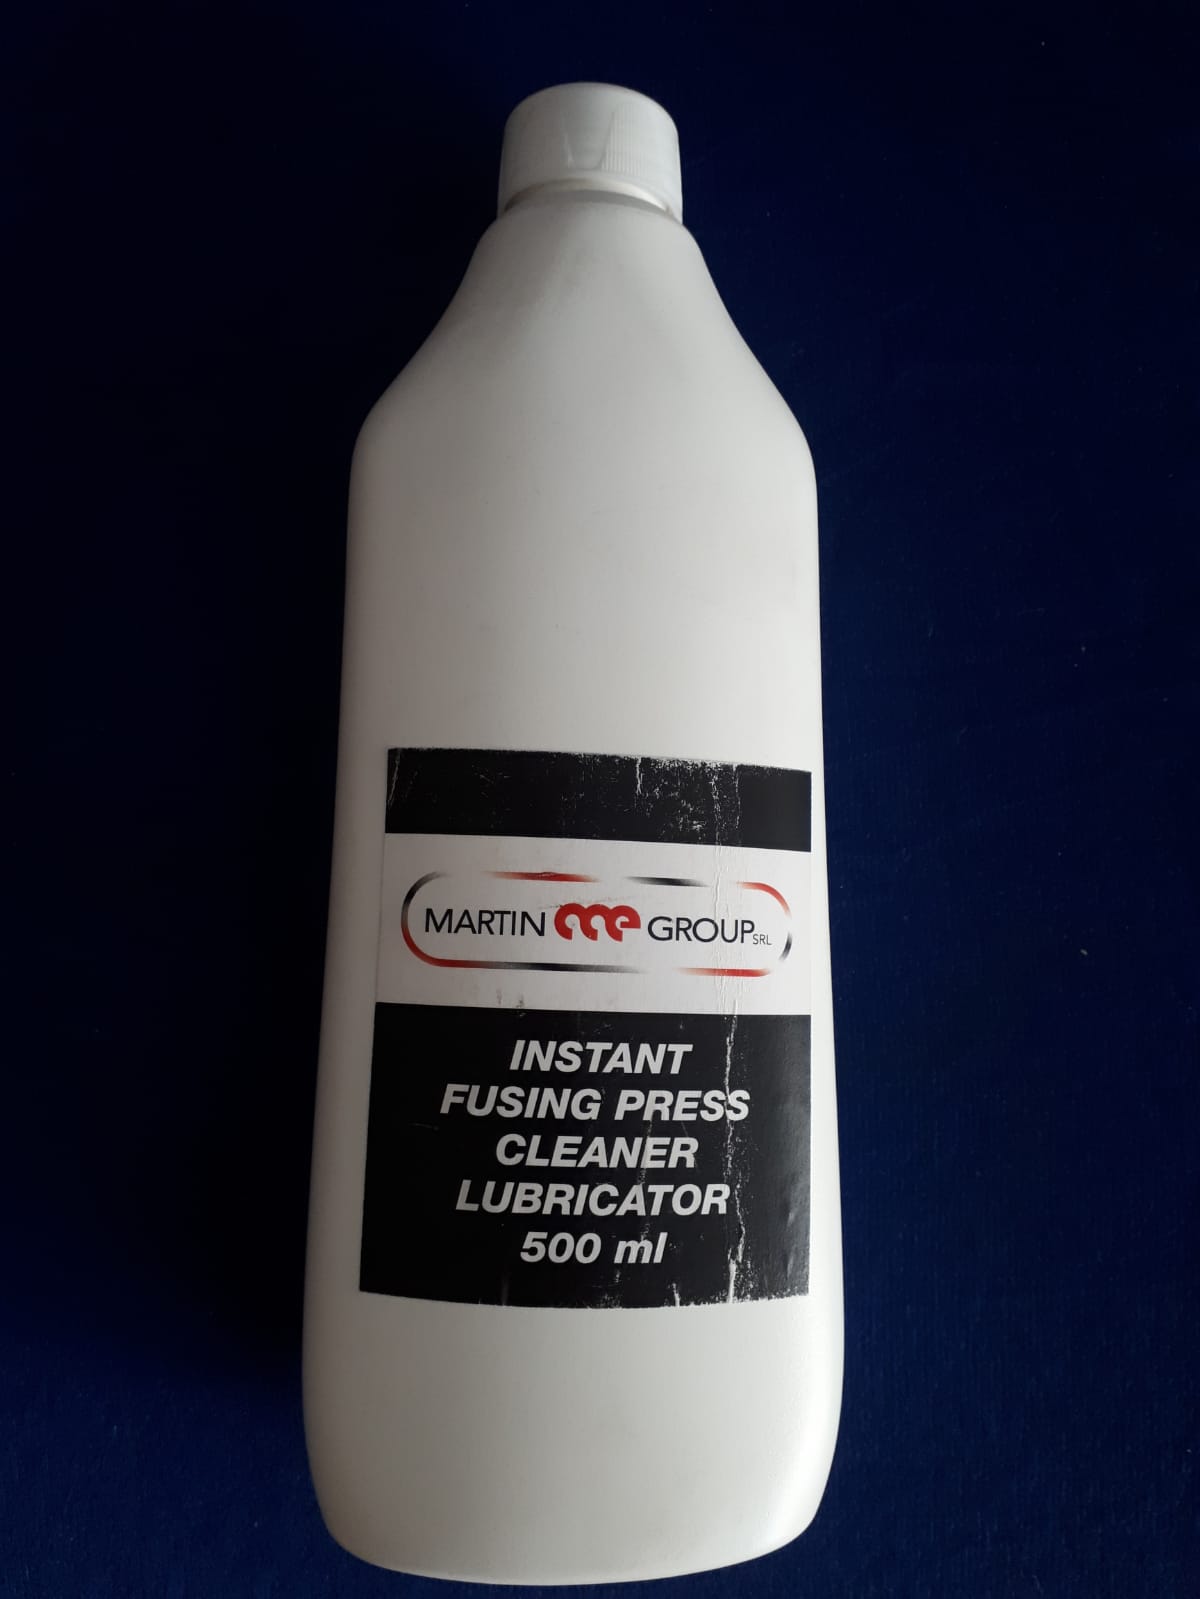 MARTIN GROUP SRL
INSTANT
FUSING PRESS
CLEANER
LUBRICATOR
500 ml